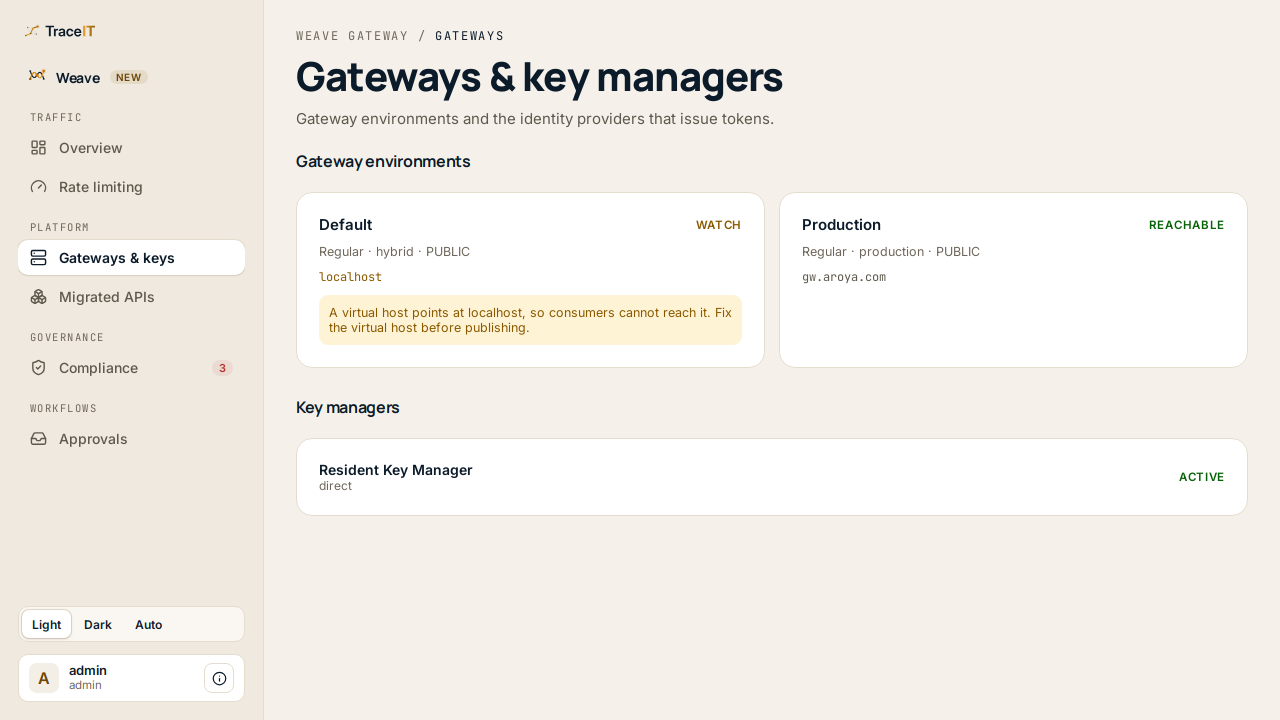 TraceIT
Weave NEW
TRAFFIC
Overview
Rate limiting
PLATFORM
Gateways & keys
Migrated APIs
GOVERNANCE
Compliance 3
WORKFLOWS
Approvals
Light Dark Auto
A
admin
admin
WEAVE GATEWAY / GATEWAYS
Gateways & key managers
Gateway environments and the identity providers that issue tokens.
Gateway environments
Default WATCH
Regular · hybrid · PUBLIC
localhost
A virtual host points at localhost, so consumers cannot reach it. Fix
the virtual host before publishing.
Production REACHABLE
Regular · production · PUBLIC
gw.aroya.com
Key managers
Resident Key Manager
direct
ACTIVE